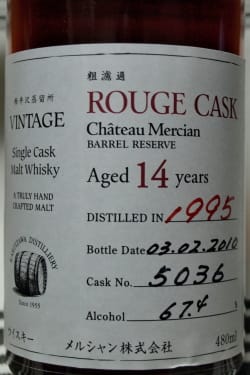 軽井沢蒸留所
VINTAGE
Single Cask
Malt Whisky
A TRULY HAND
CRAFTED MALT
KARUIZAWA DISTILLERY
Since 1955
ウイスキー
粗濾過
ROUGE CASK
Château Mercian
BARREL RESERVE
Aged 14 years
DISTILLED IN 1995
Bottle Date 03.02.2010
Cask No. 5036
Alcohol 67.4 %
480ml
メルシャン株式会社